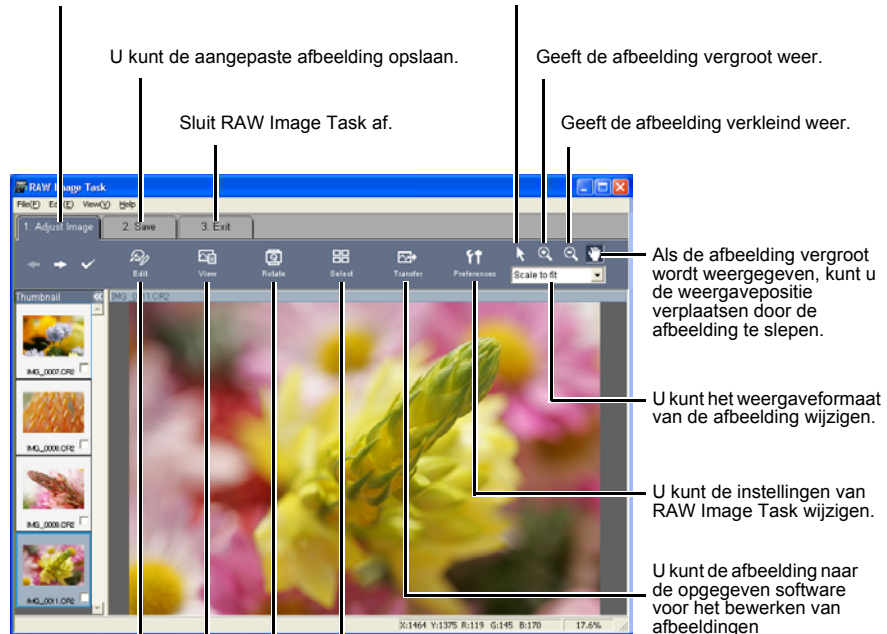 U kunt de aangepaste afbeelding opslaan.
Geeft de afbeelding vergroot weer.
Sluit RAW Image Task af.
Geeft de afbeelding verkleind weer.
RAW Image Task
File(F) Edit(E) View(V) Help
1. Adjust Image
2. Save
3. Exit
Edit
View
Rotate
Select
Transfer
Preferences
Scale to fit
Als de afbeelding vergroot
wordt weergegeven, kunt u
de weergavepositie
verplaatsen door de
afbeelding te slepen.
Thumbnail
IMG_0011.CR2
IMG_0007.CR2
IMG_0008.CR2
IMG_0009.CR2
IMG_0011.CR2
U kunt het weergaveformaat
van de afbeelding wijzigen.
U kunt de instellingen van
RAW Image Task wijzigen.
U kunt de afbeelding naar
de opgegeven software
voor het bewerken van
afbeeldingen
X:1464 Y:1375 R:119 G:145 B:170 17.6%